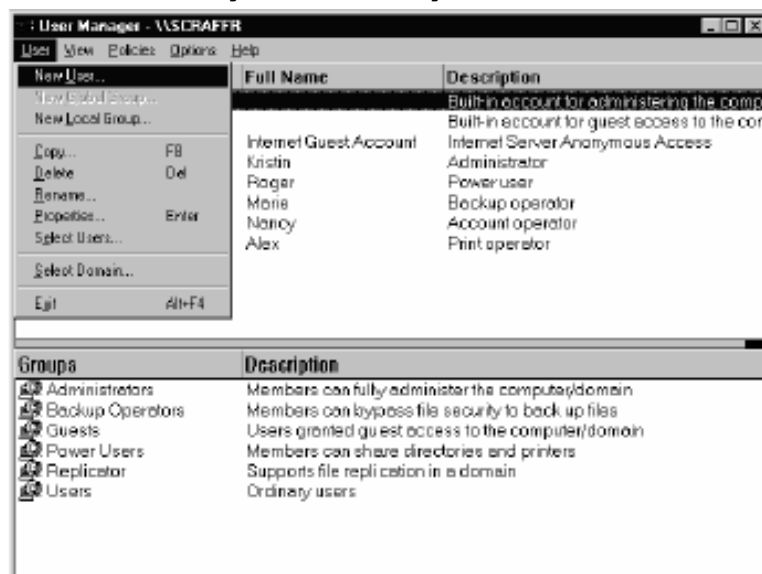 User Manager - \\SCRAFFR
User View Policies Options Help
New User...
New Global Group...
New Local Group...
Copy... F8
Delete Del
Rename...
Properties... Enter
Select Users...
Select Domain...
Exit Alt+F4
Full Name Description
Built-in account for administering the comp
Built-in account for guest access to the cor
Internet Guest Account Internet Server Anonymous Access
Kristin Administrator
Roger Power user
Marie Backup operator
Nancy Account operator
Alex Print operator
Groups Description
Administrators Members can fully administer the computer/domain
Backup Operators Members can bypass file security to back up files
Guests Users granted guest access to the computer/domain
Power Users Members can share directories and printers
Replicator Supports file replication in a domain
Users Ordinary users